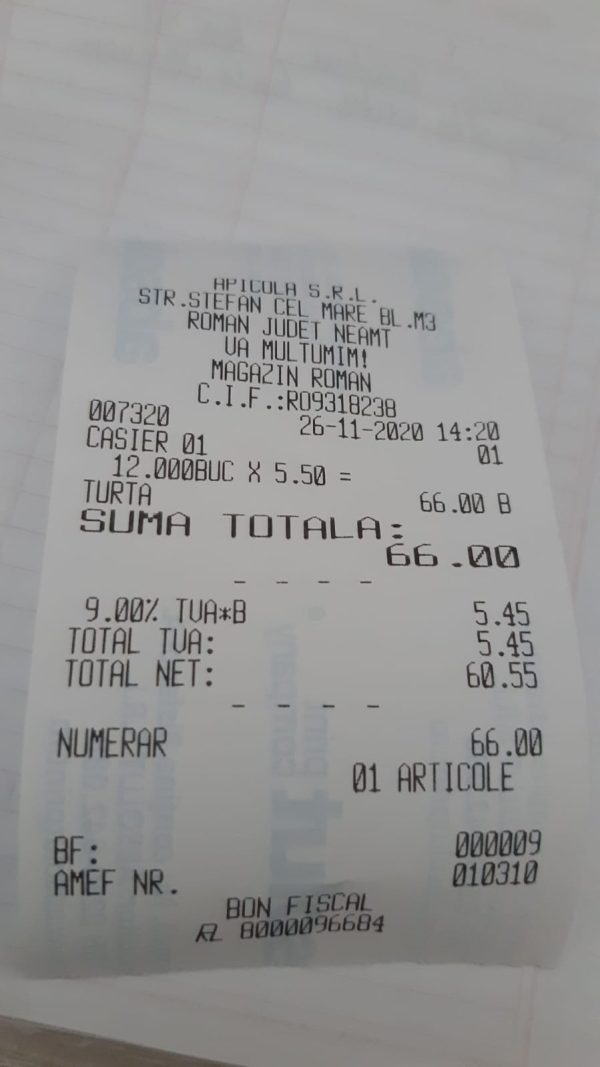 APICOLA S.R.L.
STR.STEFAN CEL MARE BL.M3
ROMAN JUDET NEAMT
VA MULTUMIM!
MAGAZIN ROMAN
C.I.F.:RO9318238
007320 26-11-2020 14:20
CASIER 01 01
12.000BUC X 5.50 =
TURTA 66.00 B
SUMA TOTALA:
66.00
- - - -
9.00% TVA*B 5.45
TOTAL TVA: 5.45
TOTAL NET: 60.55
- - - -
NUMERAR 66.00
01 ARTICOLE
BF: 000009
AMEF NR. 010310
BON FISCAL
8000096684